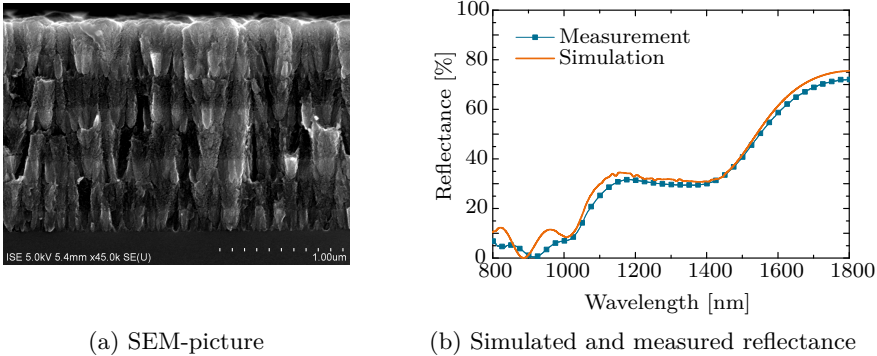 ISE 5.0kV 5.4mm x45.0k SE(U) 1.00um
(a) SEM-picture
100
80
60
40
20
0
Reflectance [%]
Measurement
Simulation
800 1000 1200 1400 1600 1800
Wavelength [nm]
(b) Simulated and measured reflectance